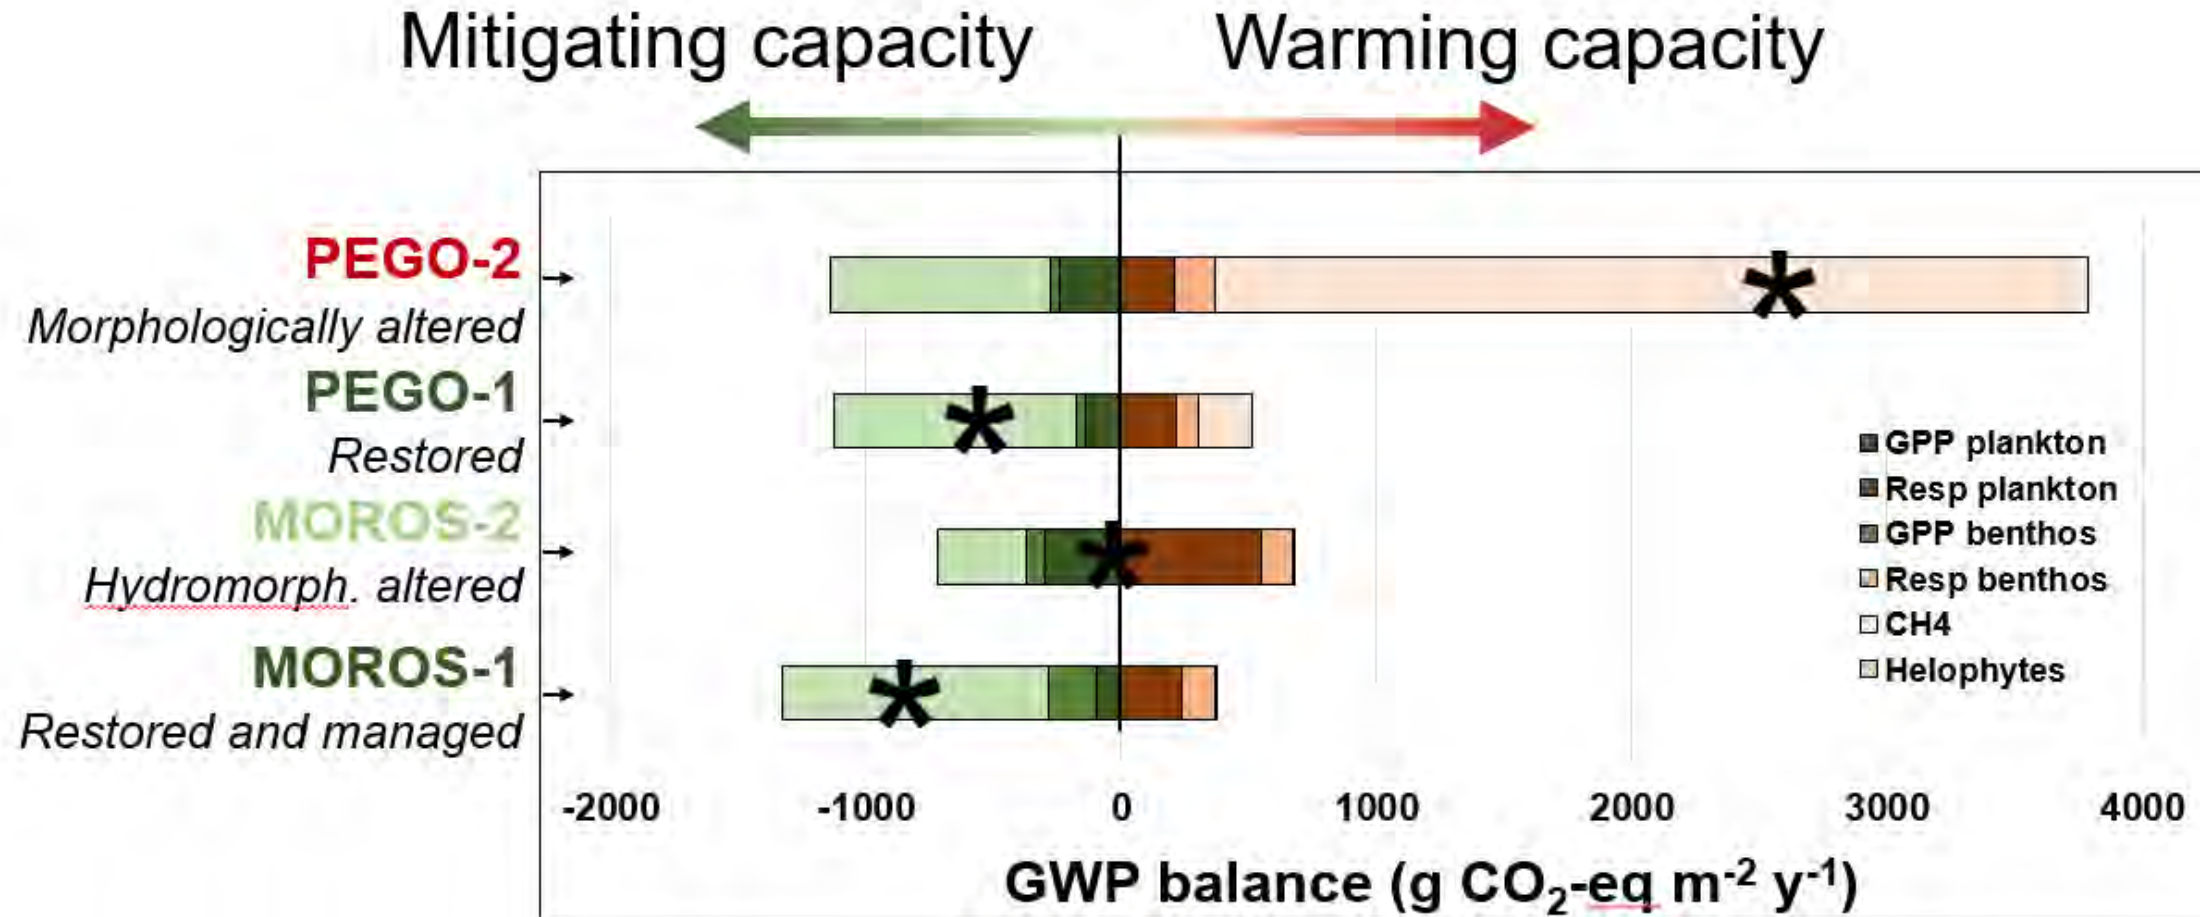 Mitigating capacity
Warming capacity
PEGO-2
Morphologically altered
PEGO-1
Restored
MOROS-2
Hydromorph. altered
MOROS-1
Restored and managed
GPP plankton
Resp plankton
GPP benthos
Resp benthos
CH4
Helophytes
-2000 -1000 0 1000 2000 3000 4000
GWP balance (g CO₂-eq m⁻² y⁻¹)